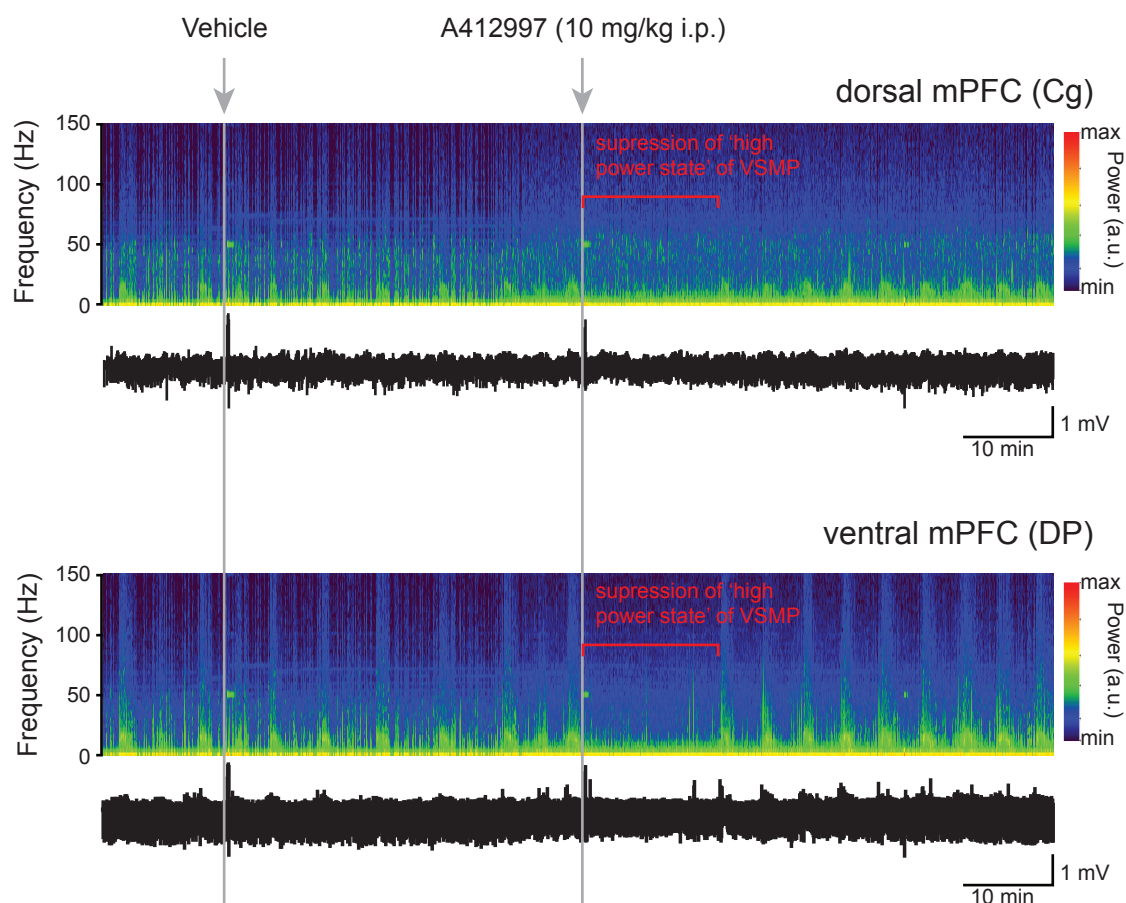 Vehicle
A412997 (10 mg/kg i.p.)
dorsal mPFC (Cg)
Frequency (Hz)
150
100
50
0
supression of 'high
power state' of VSMP
max
Power (a.u.)
min
1 mV
10 min
ventral mPFC (DP)
Frequency (Hz)
150
100
50
0
supression of 'high
power state' of VSMP
max
Power (a.u.)
min
1 mV
10 min